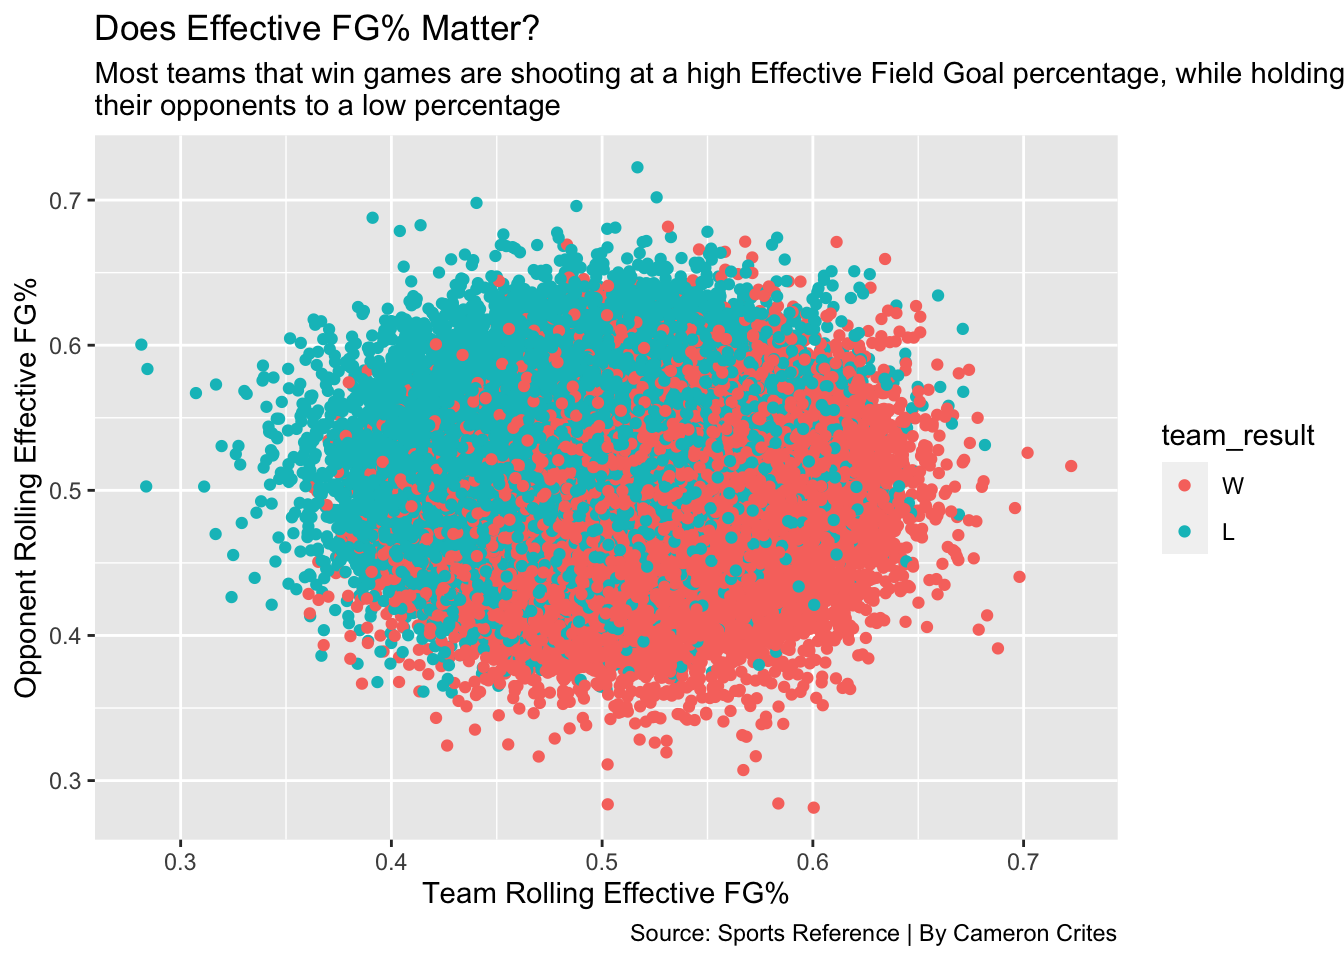 Does Effective FG% Matter?
Most teams that win games are shooting at a high Effective Field Goal percentage, while holding
their opponents to a low percentage
Opponent Rolling Effective FG%
0.7
0.6
0.5
0.4
0.3
0.3 0.4 0.5 0.6 0.7
Team Rolling Effective FG%
team_result
W
L
Source: Sports Reference | By Cameron Crites